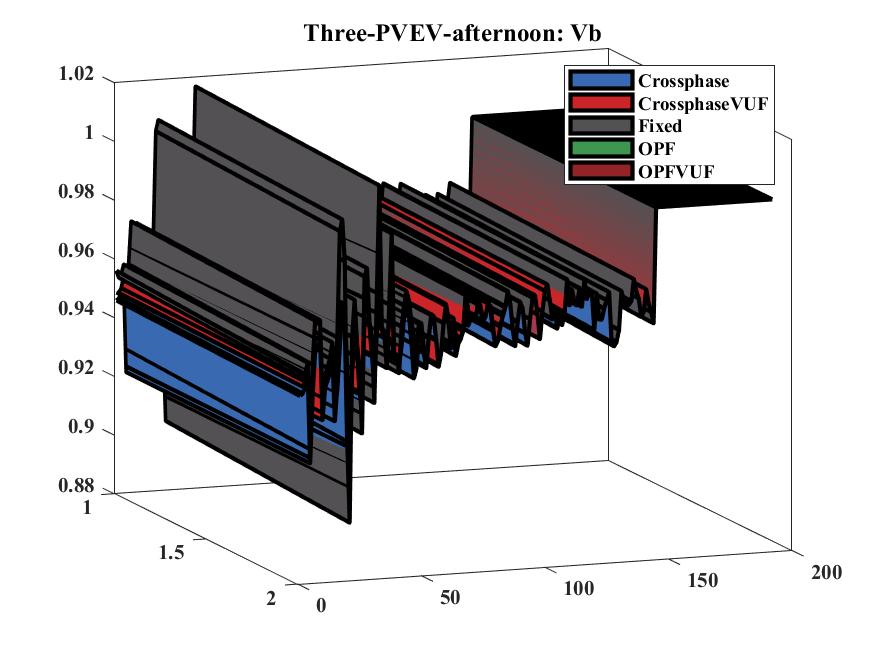 Three-PVEV-afternoon: Vb
1.02
1
0.98
0.96
0.94
0.92
0.9
0.88
1
1.5
2
0
50
100
150
200
Crossphase
CrossphaseVUF
Fixed
OPF
OPFVUF